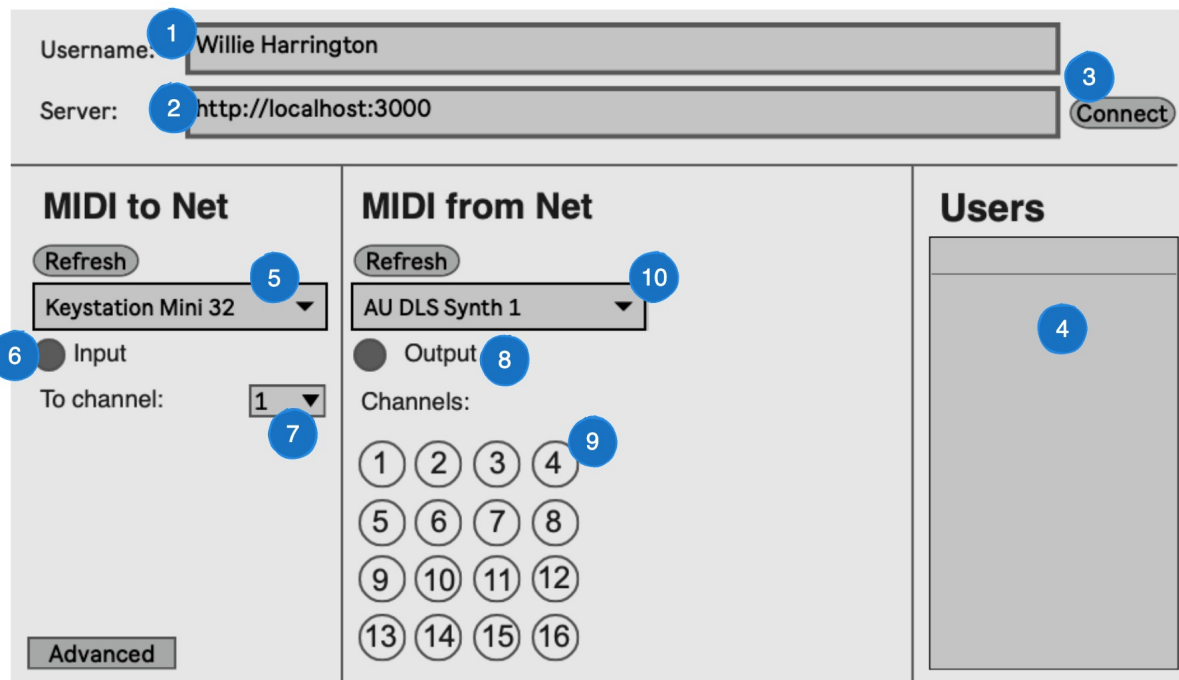 1
Username: Willie Harrington
3
Server: 2 http://localhost:3000 Connect
MIDI to Net
Refresh
5
Keystation Mini 32
6 Input
To channel: 1
7
Advanced
MIDI from Net
Refresh
10
AU DLS Synth 1
Output 8
Channels:
9
1 2 3 4
5 6 7 8
9 10 11 12
13 14 15 16
Users
4